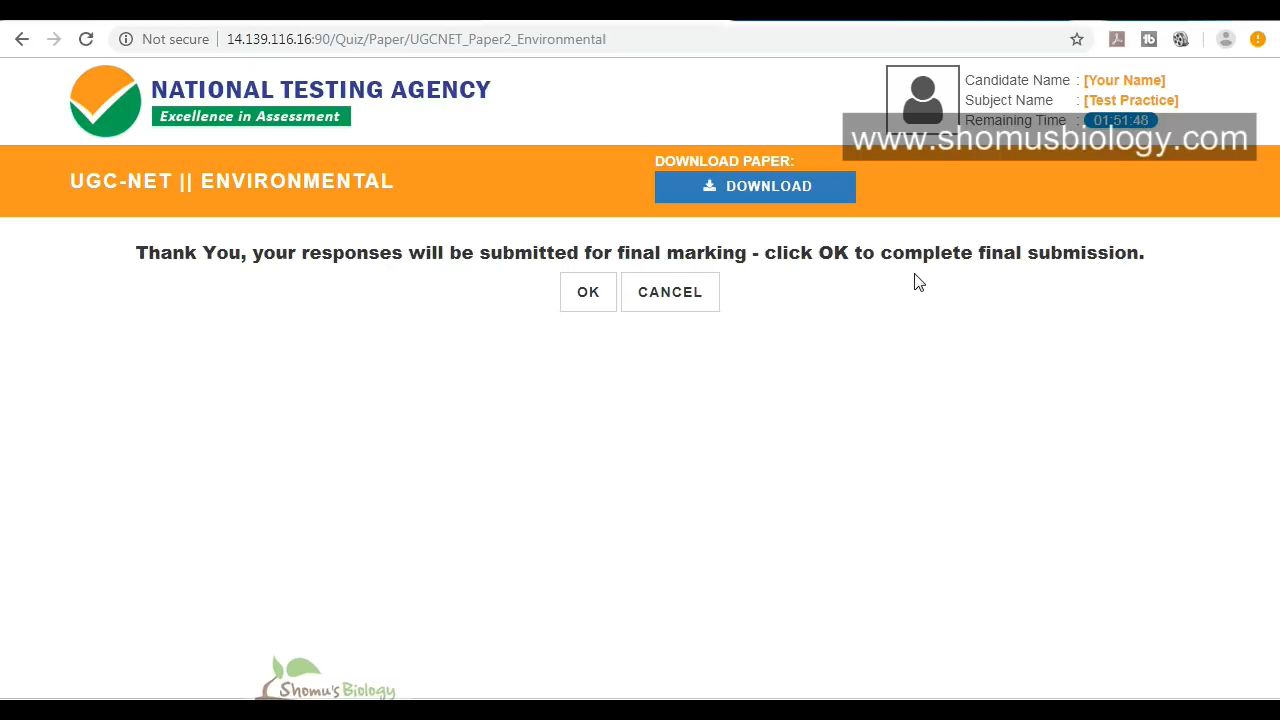 Not secure
14.139.116.16:90/Quiz/Paper/UGCNET_Paper2_Environmental
NATIONAL TESTING AGENCY
Excellence in Assessment
Candidate Name : [Your Name]
Subject Name : [Test Practice]
Remaining Time : 01:51:48
www.shomusbiology.com
UGC-NET || ENVIRONMENTAL
DOWNLOAD PAPER:
DOWNLOAD
Thank You, your responses will be submitted for final marking - click OK to complete final submission.
OK
CANCEL
Shomu's Biology